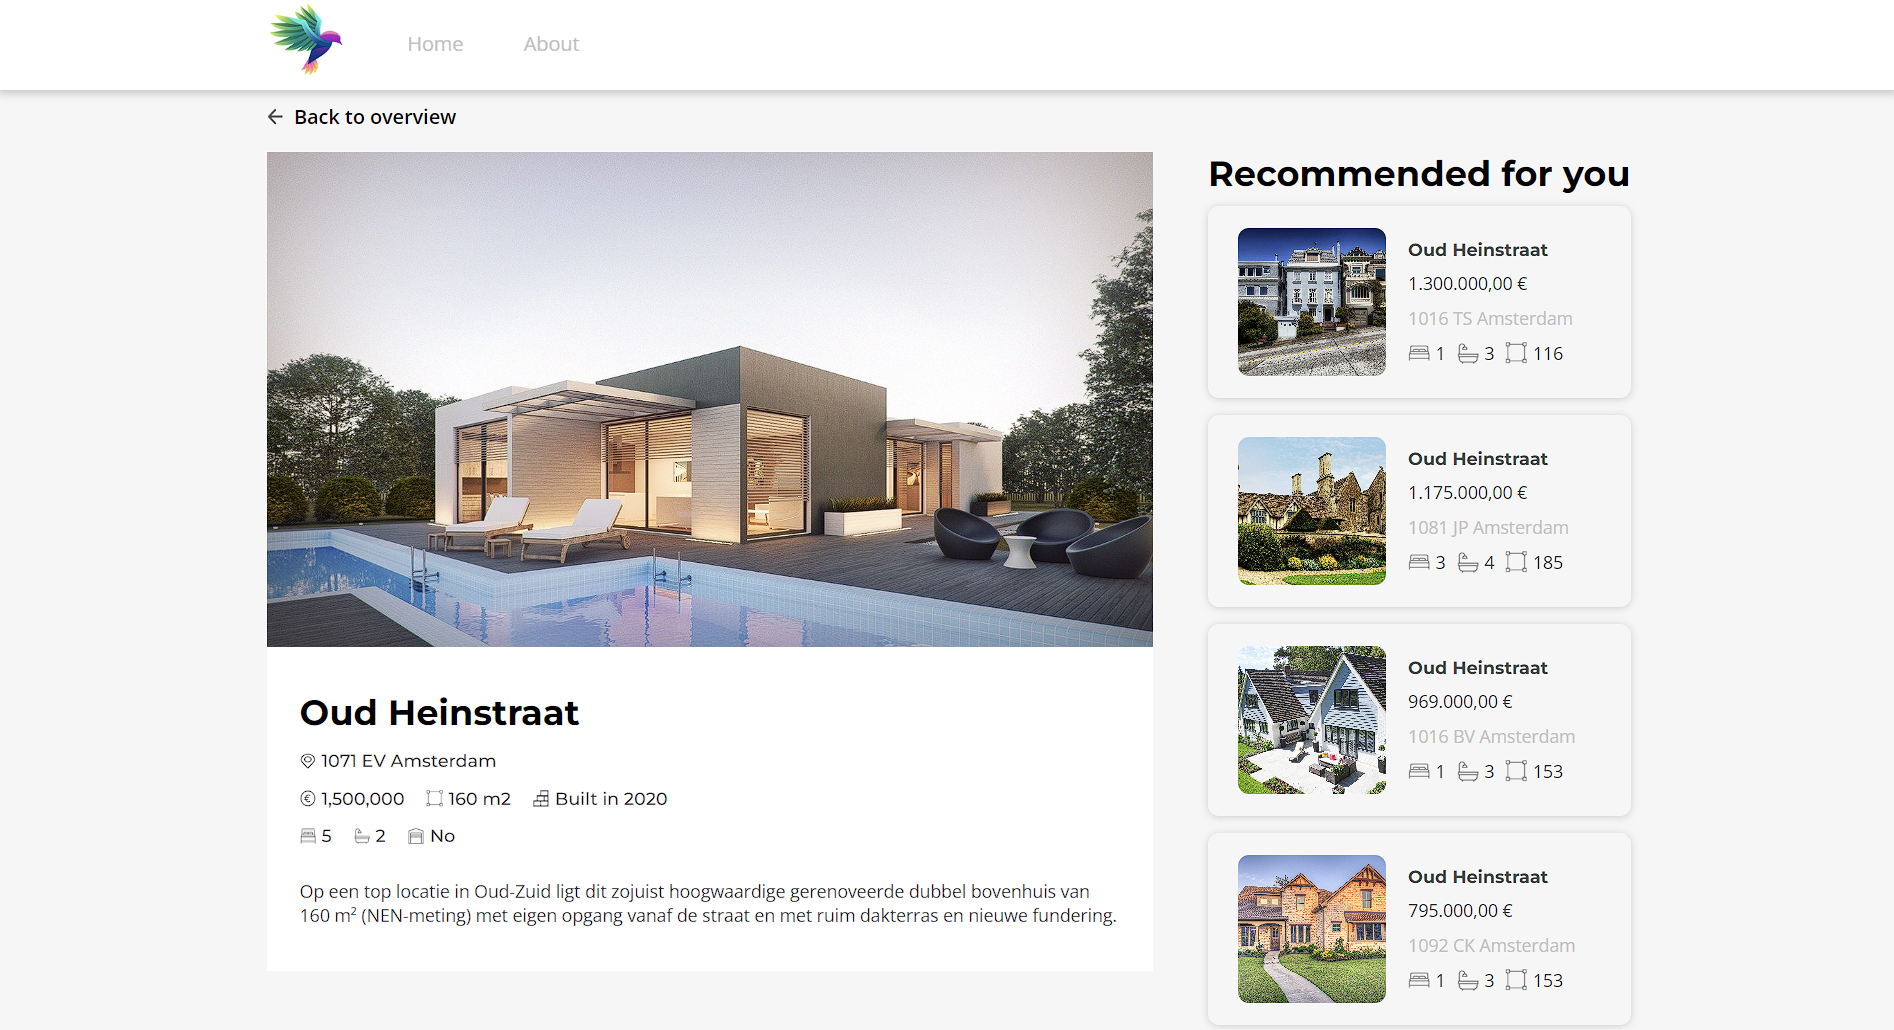 Home About
Back to overview
Oud Heinstraat
1071 EV Amsterdam
1,500,000 160 m2 Built in 2020
5 2 No
Op een top locatie in Oud-Zuid ligt dit zojuist hoogwaardige gerenoveerde dubbel bovenhuis van
160 m² (NEN-meting) met eigen opgang vanaf de straat en met ruim dakterras en nieuwe fundering.
Recommended for you
Oud Heinstraat
1.300.000,00 €
1016 TS Amsterdam
1 3 116
Oud Heinstraat
1.175.000,00 €
1081 JP Amsterdam
3 4 185
Oud Heinstraat
969.000,00 €
1016 BV Amsterdam
1 3 153
Oud Heinstraat
795.000,00 €
1092 CK Amsterdam
1 3 153